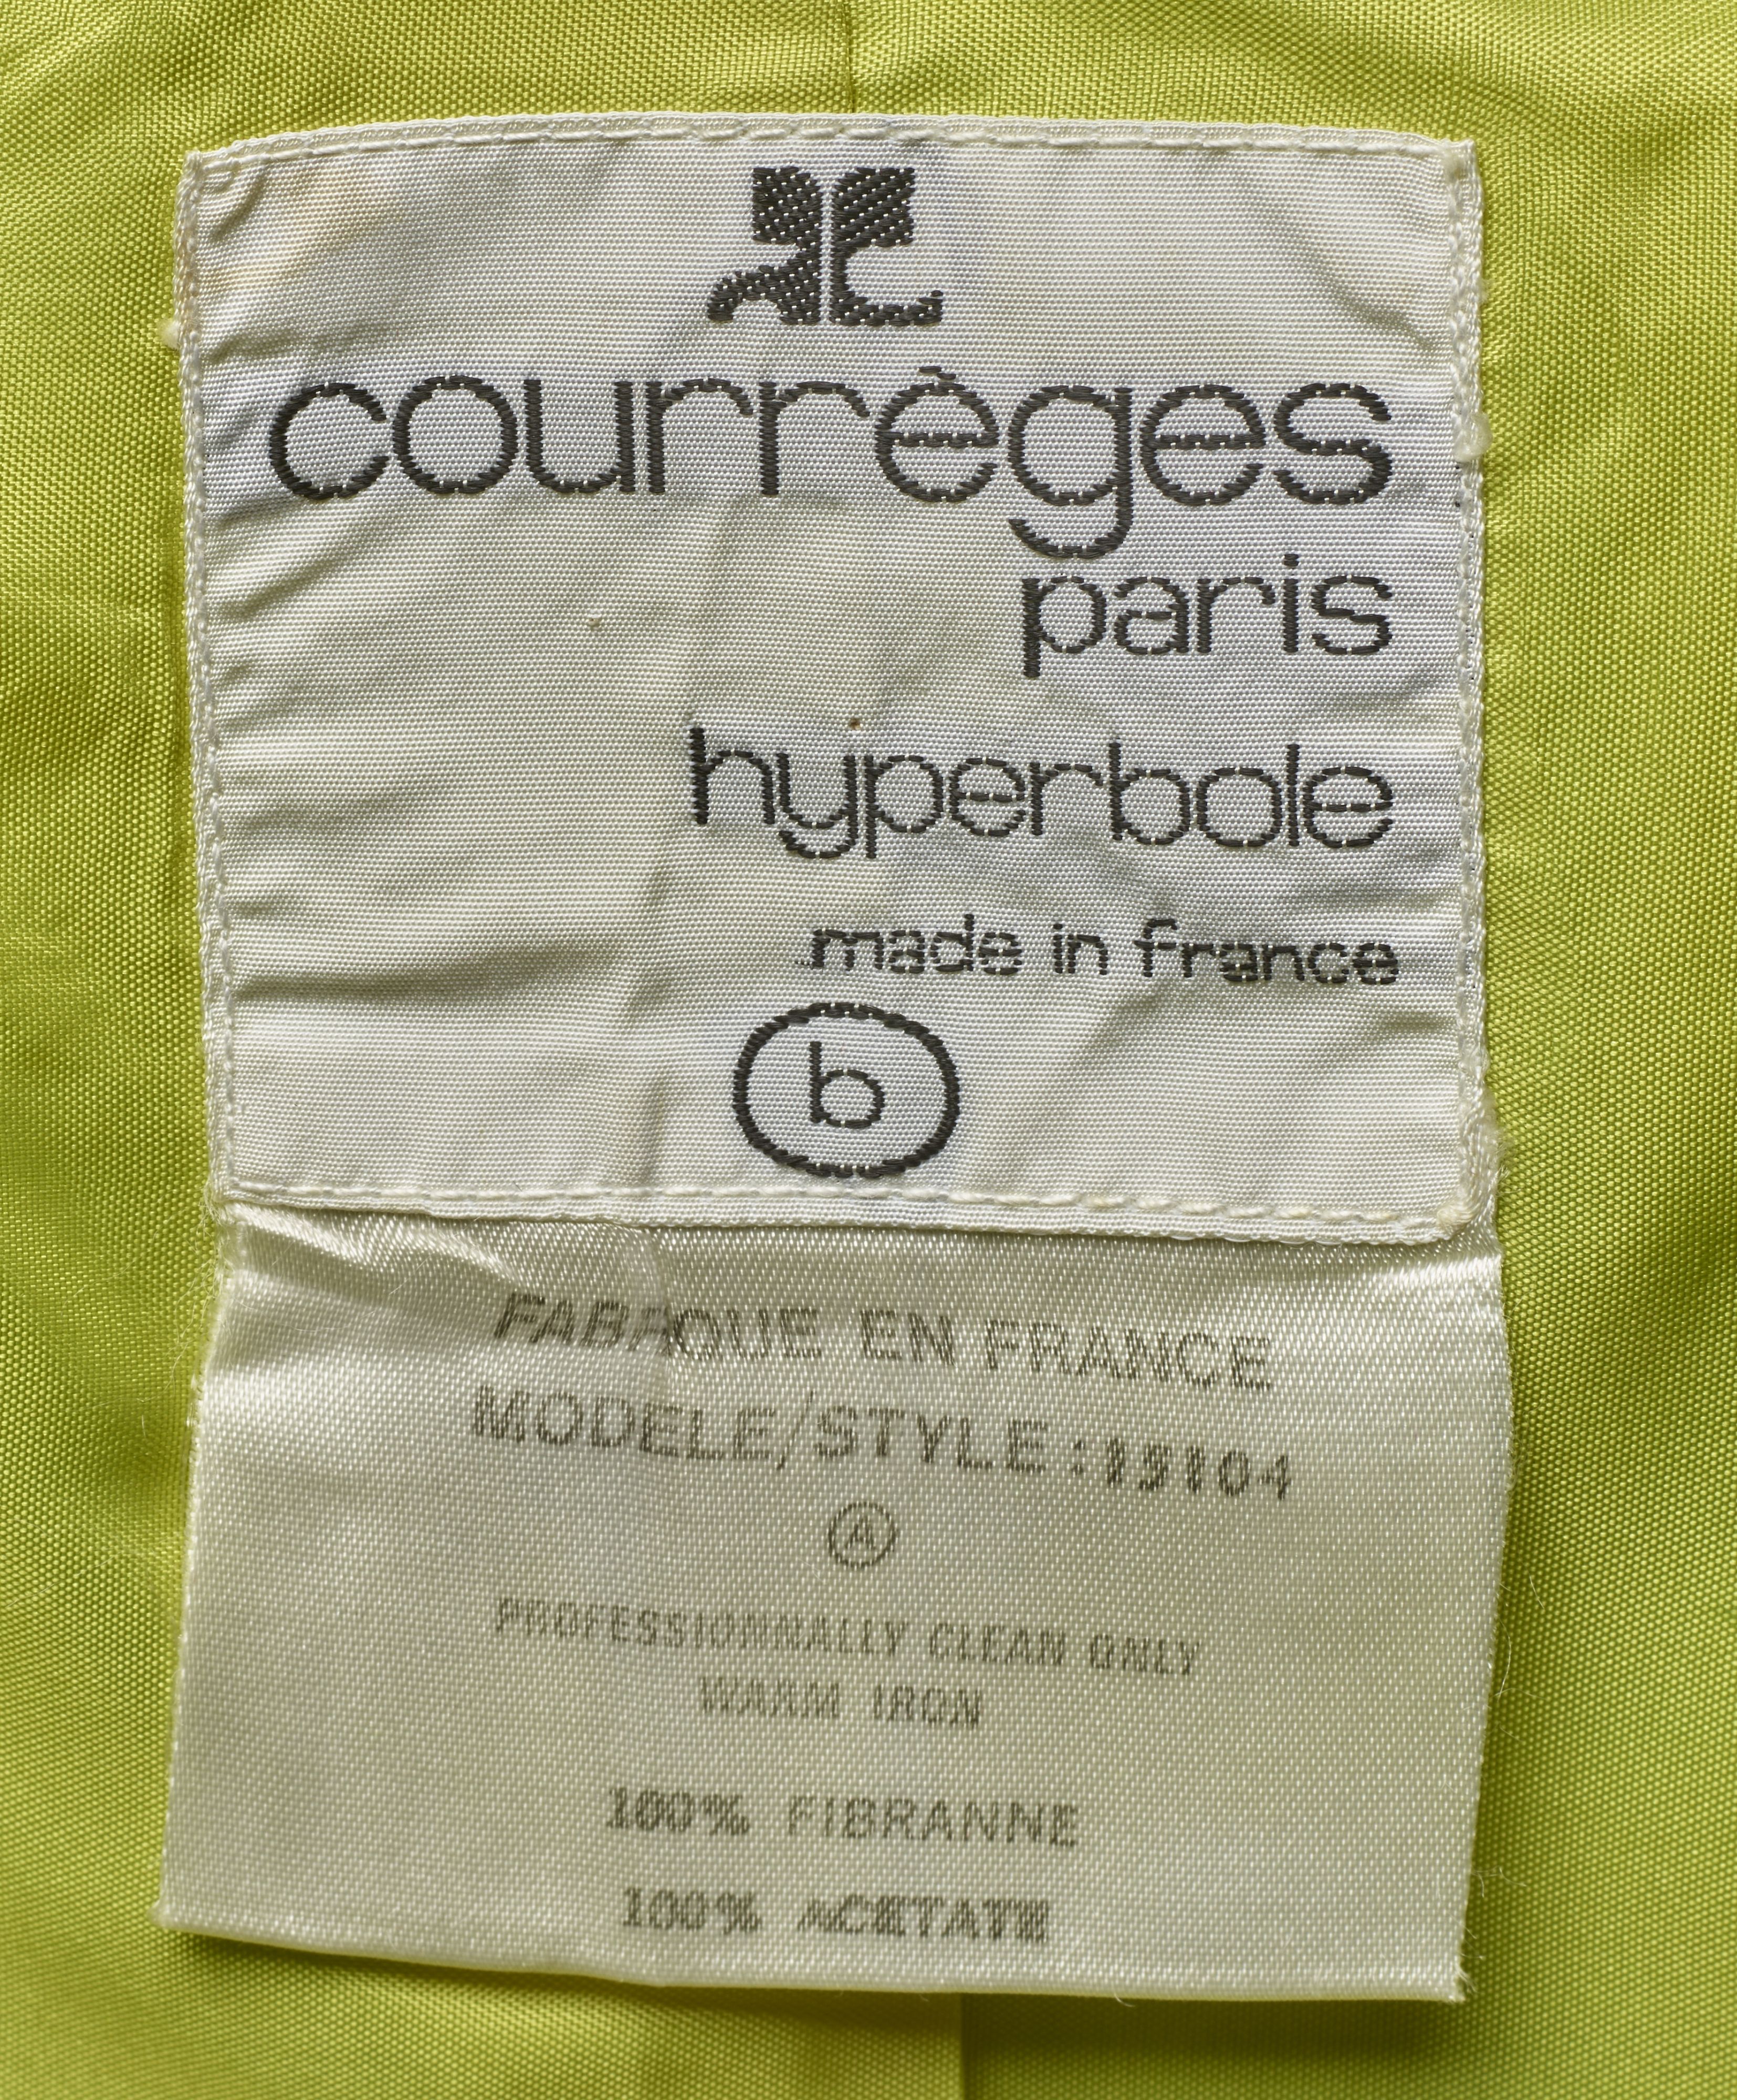 courrèges
paris
hyperbole
made in france
b
FABRIQUE EN FRANCE
MODELE/STYLE : 15104
A
PROFESSIONNALLY CLEAN ONLY
WARM IRON
100% FIBRANNE
100% ACETATE